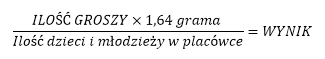 ILOŚĆ GROSZY × 1,64 grama
Ilość dzieci i młodzieży w placówce = WYNIK